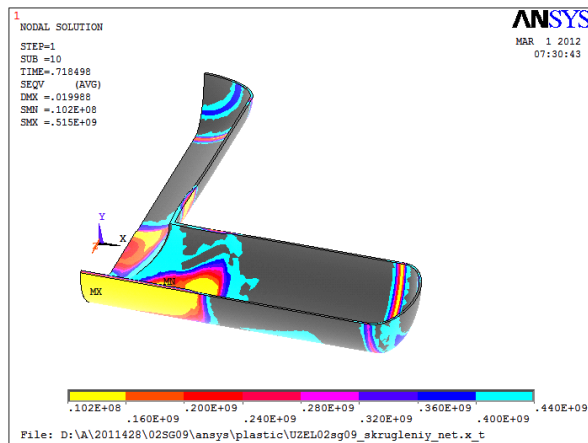 1
NODAL SOLUTION
ANSYS
MAR 1 2012
07:30:43
STEP=1
SUB =10
TIME=.718498
SEQV (AVG)
DMX =.019988
SMN =.102E+08
SMX =.515E+09
Y
X
MN
MX
.102E+08 .200E+09 .280E+09 .360E+09 .440E+09
.160E+09 .240E+09 .320E+09 .400E+09
File: D:\A\2011428\02SG09\ansys\plastic\UZEL02sg09_skrugleniy_net.x_t